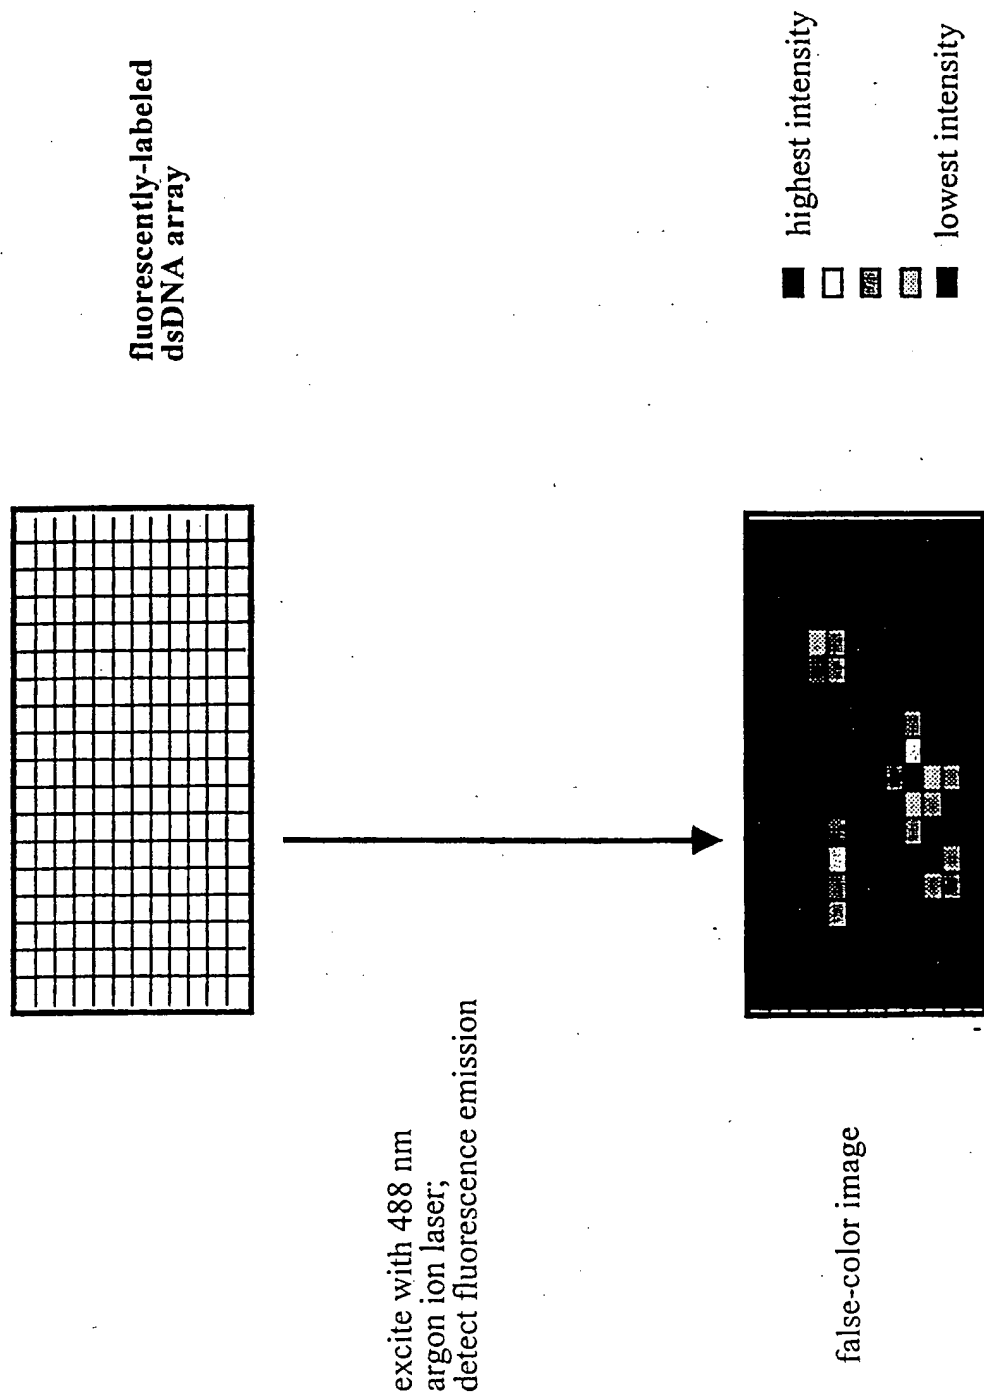 fluorescently-labeled
dsDNA array
excite with 488 nm
argon ion laser;
detect fluorescence emission
false-color image
highest intensity
lowest intensity